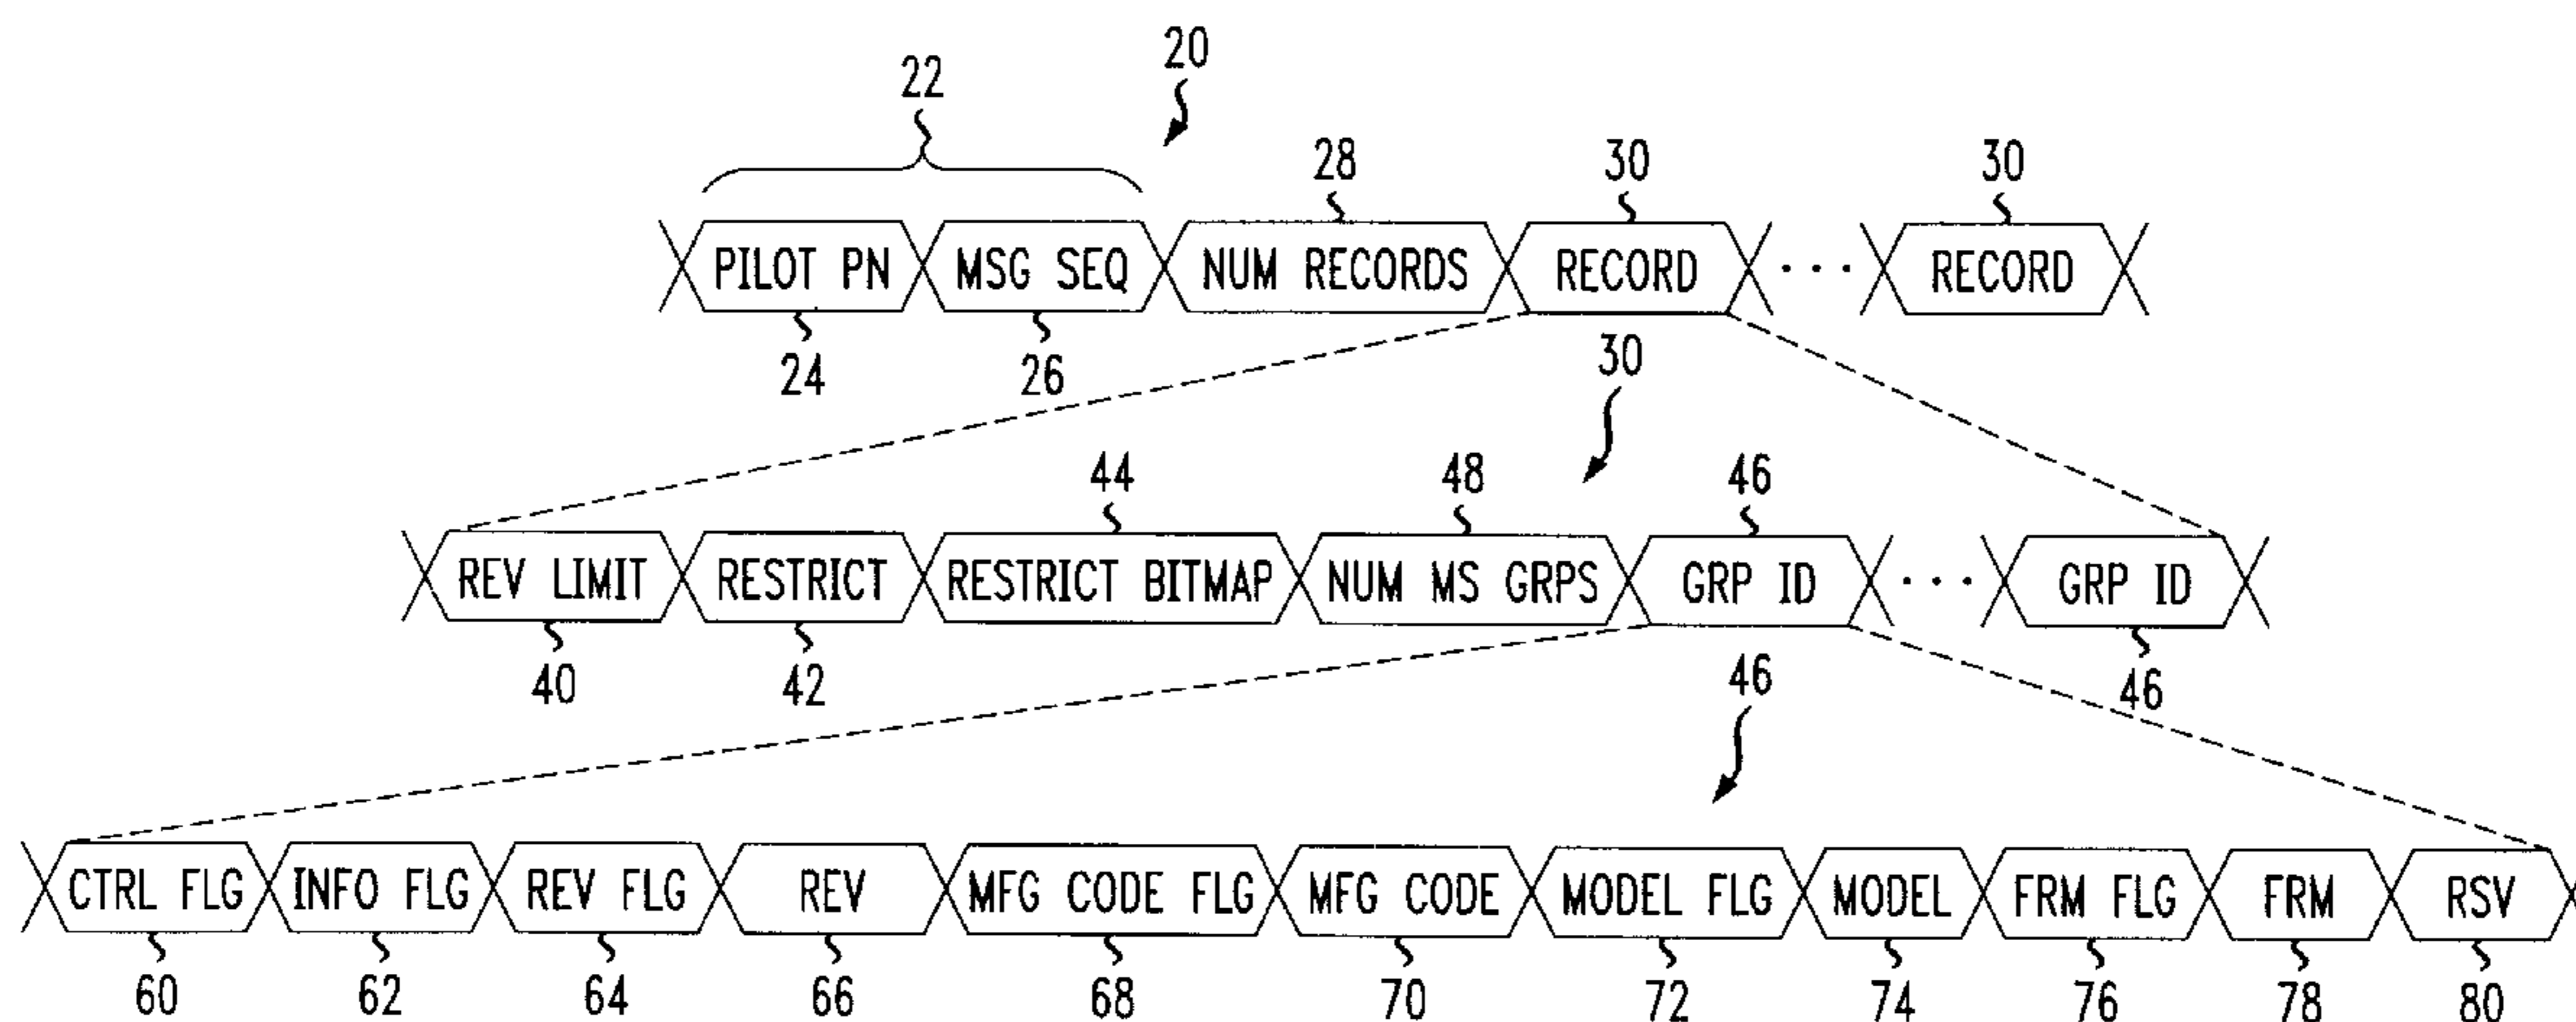 20
22
28 30 30
PILOT PN MSG SEQ NUM RECORDS RECORD · · · RECORD
24 26 30
44 48 46
REV LIMIT RESTRICT RESTRICT BITMAP NUM MS GRPS GRP ID · · · GRP ID
40 42 46 46
CTRL FLG INFO FLG REV FLG REV MFG CODE FLG MFG CODE MODEL FLG MODEL FRM FLG FRM RSV
60 62 64 66 68 70 72 74 76 78 80